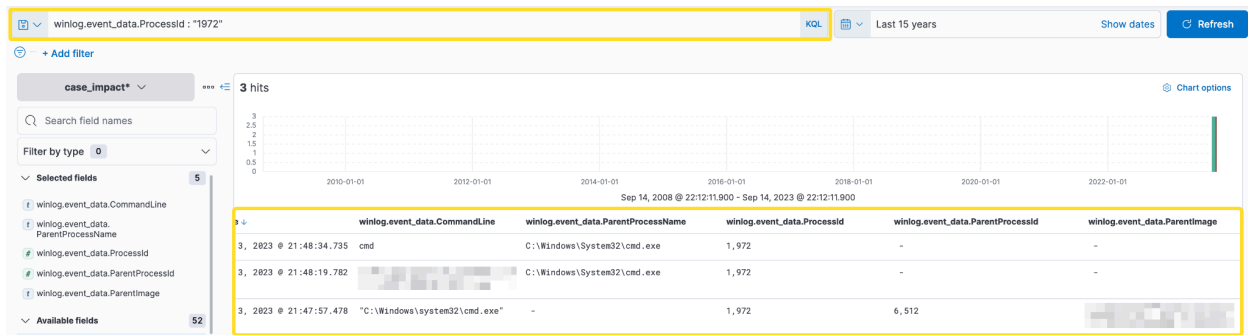 winlog.event_data.ProcessId : "1972"
KQL
Last 15 years
Show dates
Refresh
+ Add filter
case_impact*
3 hits
Chart options
Search field names
Filter by type 0
Selected fields 5
winlog.event_data.CommandLine
winlog.event_data.
ParentProcessName
winlog.event_data.ProcessId
winlog.event_data.ParentProcessId
winlog.event_data.ParentImage
Available fields 52
3
2.5
2
1.5
1
0.5
0
2010-01-01 2012-01-01 2014-01-01 2016-01-01 2018-01-01 2020-01-01 2022-01-01
Sep 14, 2008 @ 22:12:11.900 - Sep 14, 2023 @ 22:12:11.900
winlog.event_data.CommandLine winlog.event_data.ParentProcessName winlog.event_data.ProcessId winlog.event_data.ParentProcessId winlog.event_data.ParentImage
3, 2023 @ 21:48:34.735 cmd C:\Windows\System32\cmd.exe 1,972 - -
3, 2023 @ 21:48:19.782 C:\Windows\System32\cmd.exe 1,972 - -
3, 2023 @ 21:47:57.478 "C:\Windows\system32\cmd.exe" - 1,972 6,512